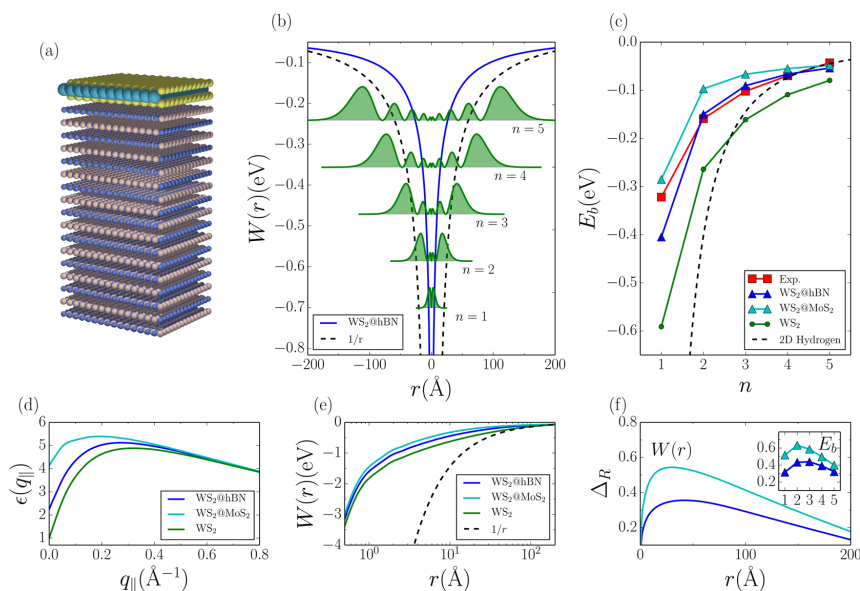 (a)
(b)
W(r)(eV)
−0.1
−0.2
−0.3
−0.4
−0.5
−0.6
−0.7
−0.8
n = 5
n = 4
n = 3
n = 2
n = 1
WS₂@hBN
1/r
−200 −100 0 100 200
r(Å)
(c)
E_b(eV)
0.0
−0.1
−0.2
−0.3
−0.4
−0.5
−0.6
Exp.
WS₂@hBN
WS₂@MoS₂
WS₂
2D Hydrogen
1 2 3 4 5
n
(d)
ϵ(q∥)
6
5
4
3
2
1
WS₂@hBN
WS₂@MoS₂
WS₂
0.0 0.2 0.4 0.6 0.8
q∥(Å⁻¹)
(e)
W(r)(eV)
0
−1
−2
−3
−4
WS₂@hBN
WS₂@MoS₂
WS₂
1/r
10⁰ 10¹ 10²
r(Å)
(f)
Δ_R
0.8
0.6
0.4
0.2
W(r)
E_b
0.6
0.4
0.2
1 2 3 4 5
0 100 200
r(Å)